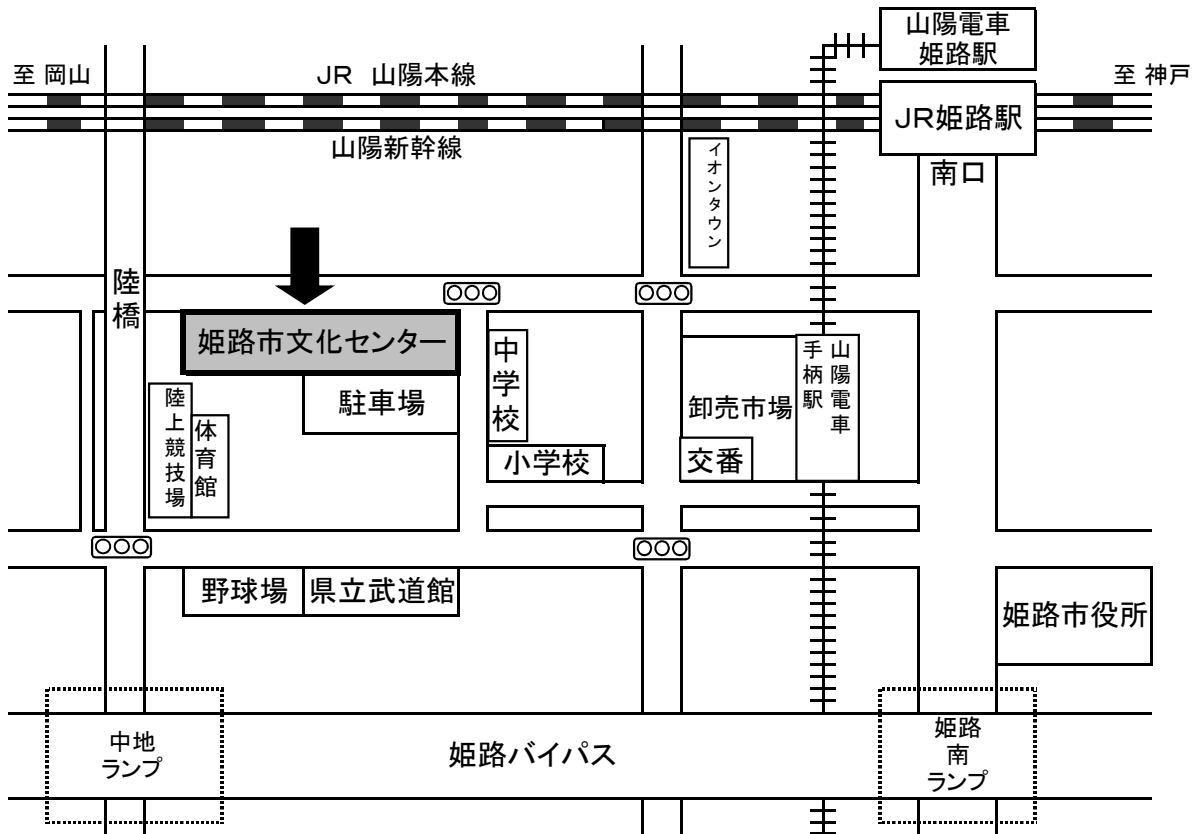 山陽電車
姫路駅
至 岡山
JR 山陽本線
至 神戸
JR姫路駅
山陽新幹線
南口
イオンタウン
陸橋
姫路市文化センター
中学校
山陽電車
手柄駅
駐車場
卸売市場
陸上競技場
体育館
小学校
交番
野球場
県立武道館
姫路市役所
中地
ランプ
姫路バイパス
姫路
南
ランプ